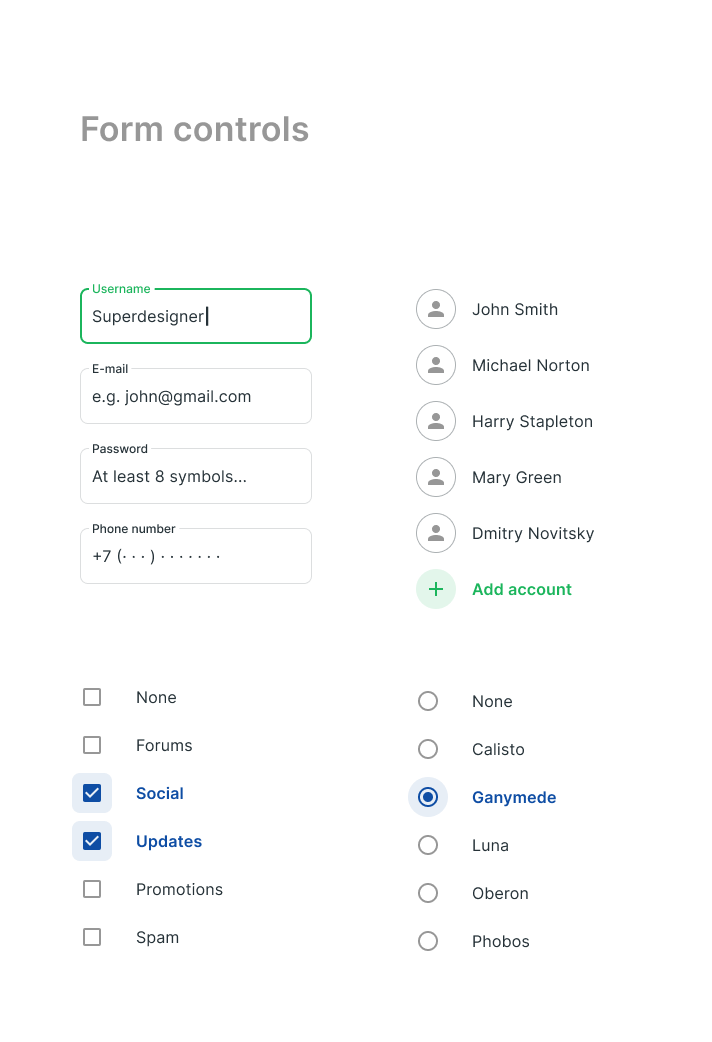 Form controls
Username
Superdesigner
E-mail
e.g. john@gmail.com
Password
At least 8 symbols...
Phone number
+7 (· · · ) · · · · · · ·
John Smith
Michael Norton
Harry Stapleton
Mary Green
Dmitry Novitsky
Add account
None
Forums
Social
Updates
Promotions
Spam
None
Calisto
Ganymede
Luna
Oberon
Phobos